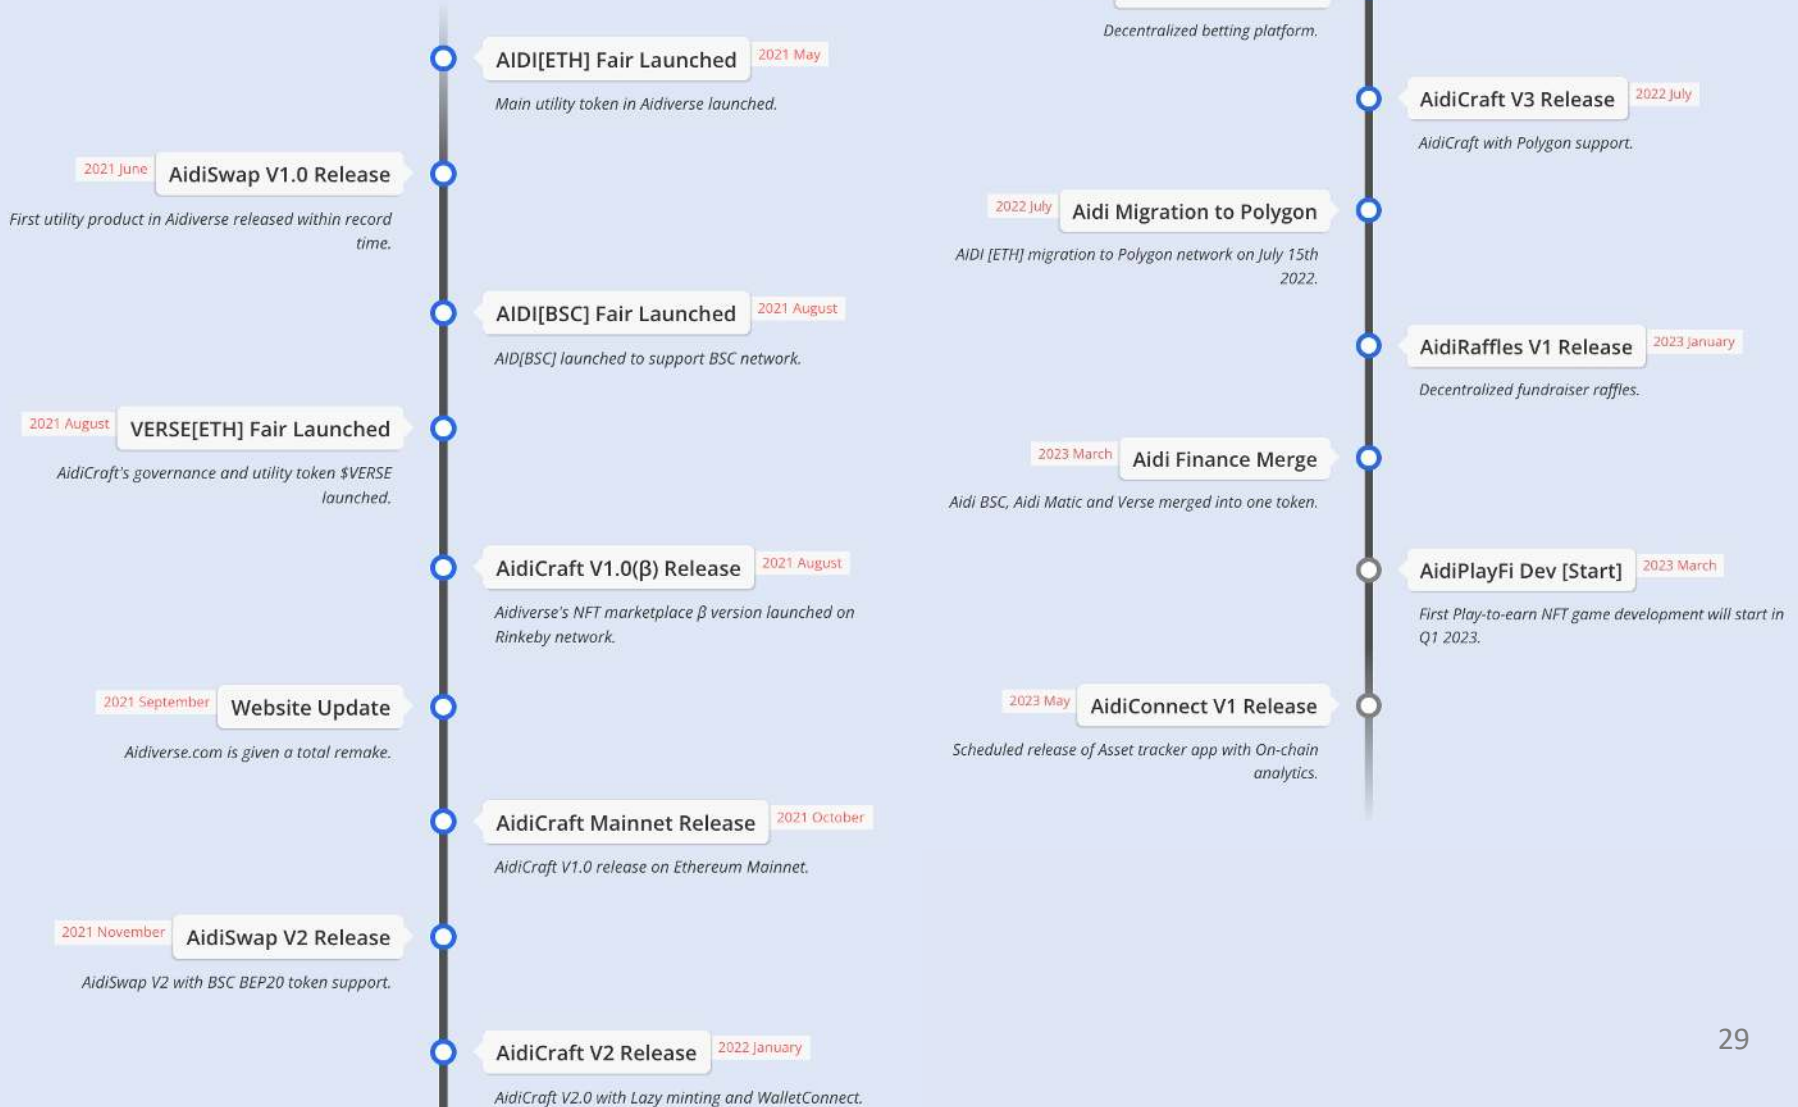 AIDI[ETH] Fair Launched
2021 May
Main utility token in Aidiverse launched.
2021 June
AidiSwap V1.0 Release
First utility product in Aidiverse released within record
time.
AIDI[BSC] Fair Launched
2021 August
AID[BSC] launched to support BSC network.
2021 August
VERSE[ETH] Fair Launched
AidiCraft's governance and utility token $VERSE
launched.
AidiCraft V1.0(β) Release
2021 August
Aidiverse's NFT marketplace β version launched on
Rinkeby network.
2021 September
Website Update
Aidiverse.com is given a total remake.
AidiCraft Mainnet Release
2021 October
AidiCraft V1.0 release on Ethereum Mainnet.
2021 November
AidiSwap V2 Release
AidiSwap V2 with BSC BEP20 token support.
AidiCraft V2 Release
2022 January
AidiCraft V2.0 with Lazy minting and WalletConnect.
Decentralized betting platform.
AidiCraft V3 Release
2022 July
AidiCraft with Polygon support.
2022 July
Aidi Migration to Polygon
AIDI [ETH] migration to Polygon network on July 15th
2022.
AidiRaffles V1 Release
2023 January
Decentralized fundraiser raffles.
2023 March
Aidi Finance Merge
Aidi BSC, Aidi Matic and Verse merged into one token.
AidiPlayFi Dev [Start]
2023 March
First Play-to-earn NFT game development will start in
Q1 2023.
2023 May
AidiConnect V1 Release
Scheduled release of Asset tracker app with On-chain
analytics.
29